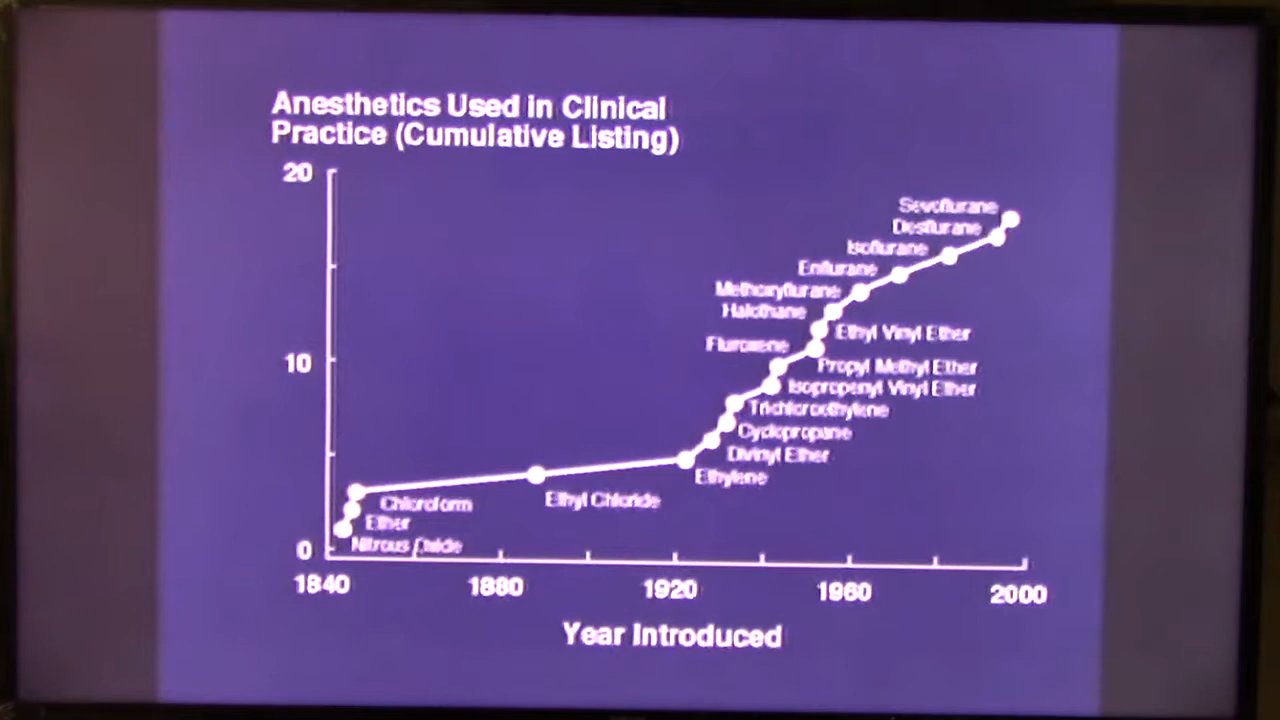 Anesthetics Used in Clinical
Practice (Cumulative Listing)
20
Sevoflurane
Desflurane
Isoflurane
Enflurane
Methoxyflurane
Halothane
Ethyl Vinyl Ether
Fluroxene
10
Propyl Methyl Ether
Isopropenyl Vinyl Ether
Trichloroethylene
Cyclopropane
Divinyl Ether
Ethylene
Ethyl Chloride
Chloroform
Ether
Nitrous Oxide
0
1840 1880 1920 1960 2000
Year Introduced